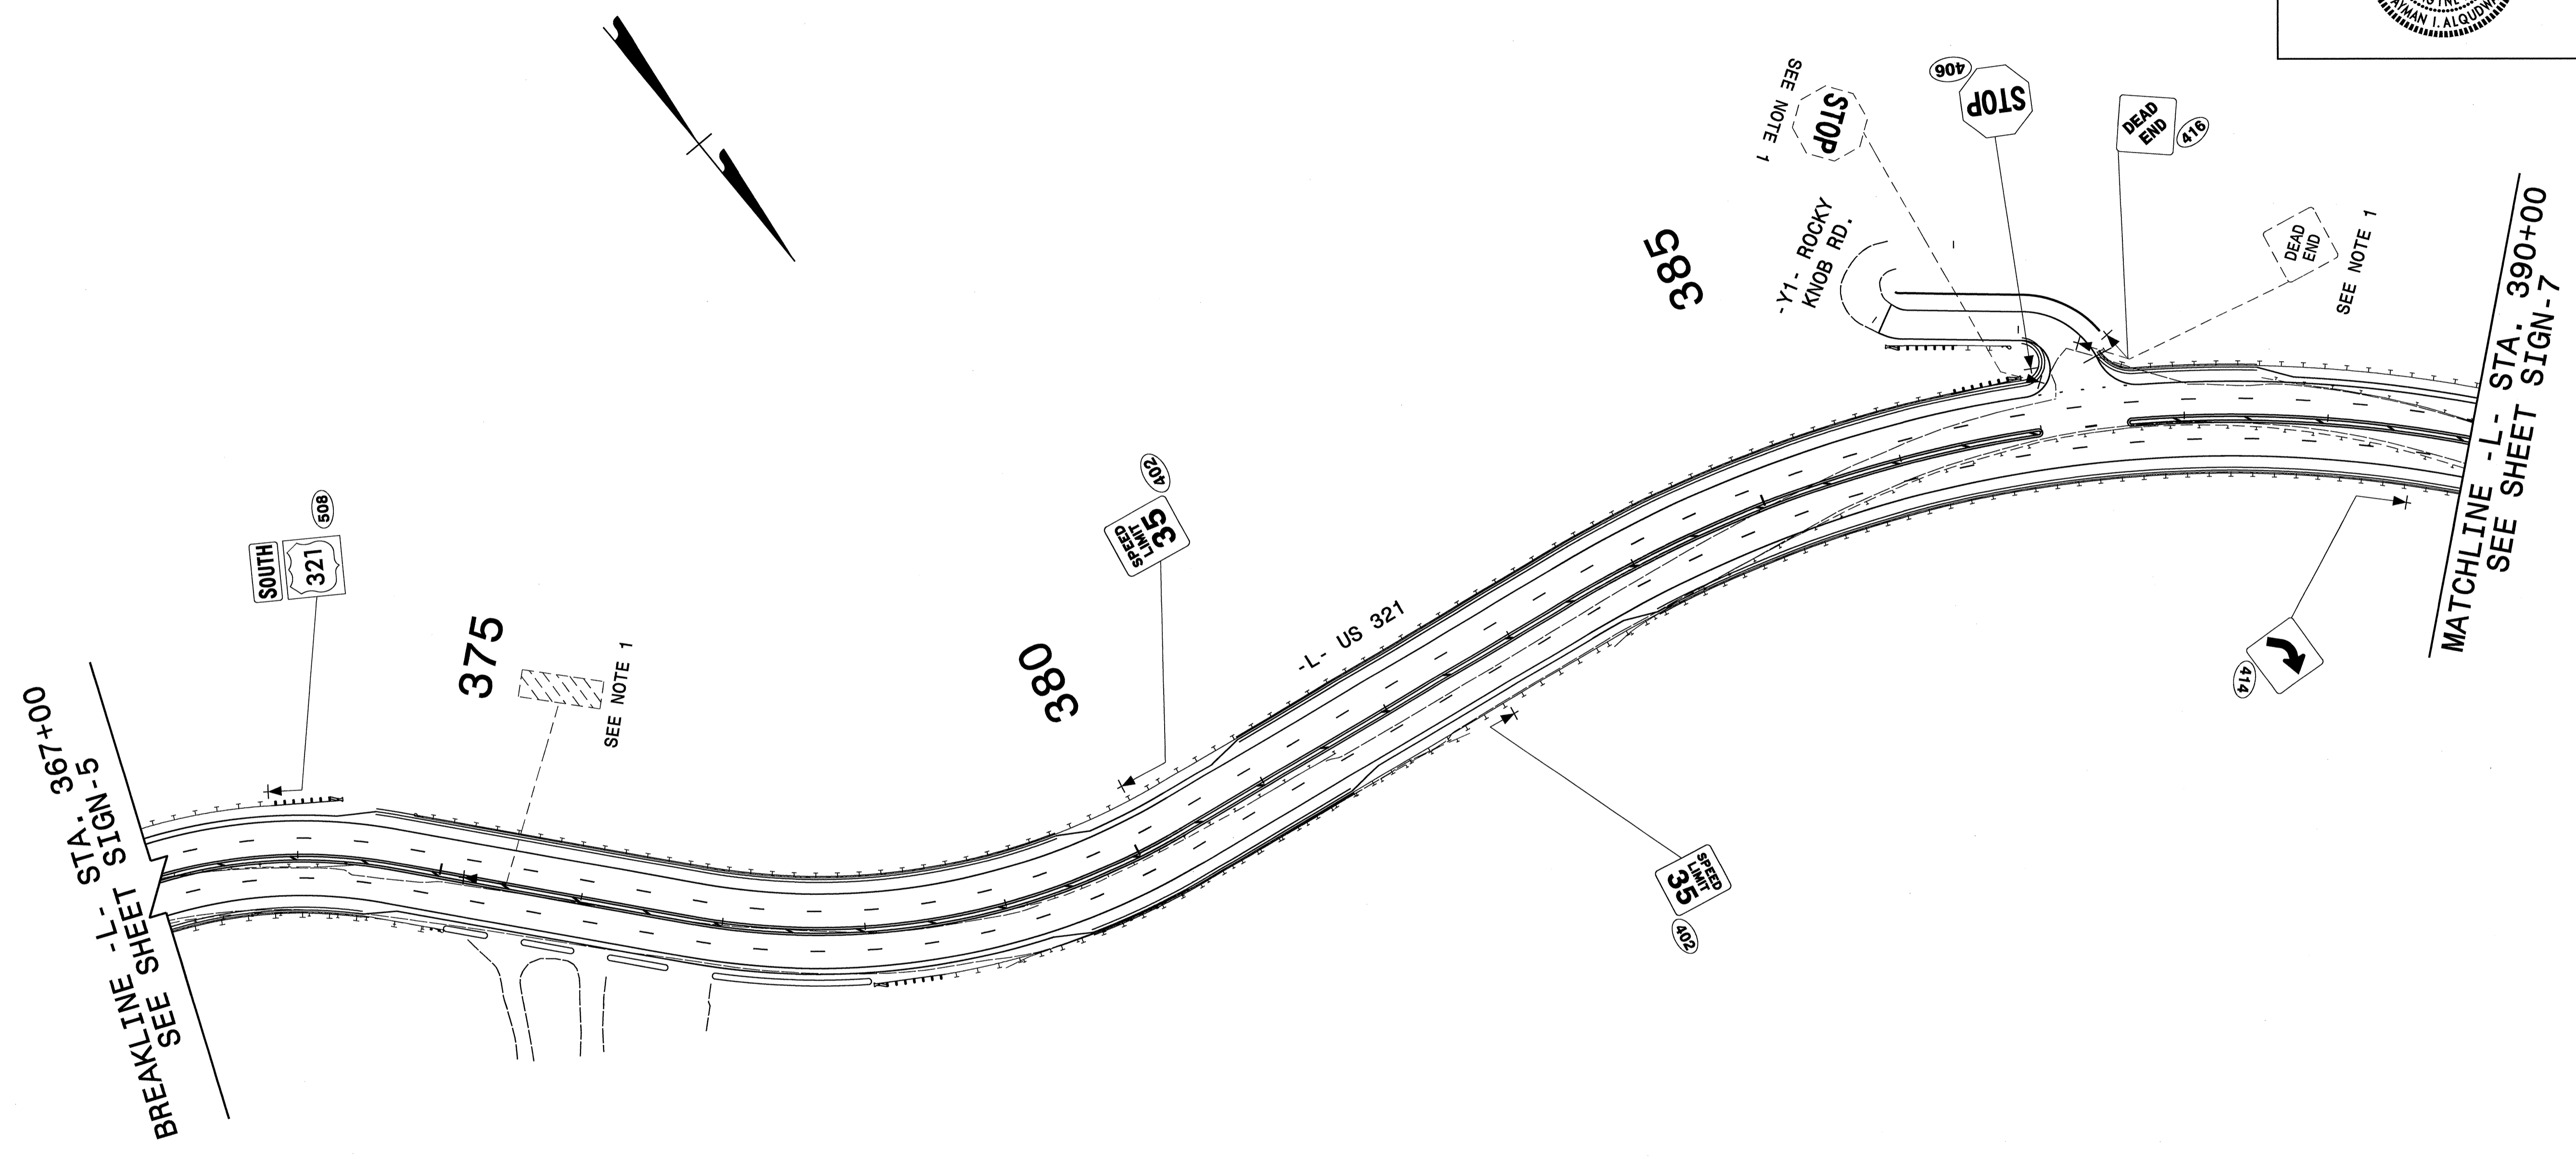 AYMAN I. ALQUDWA
406
STOP
STOP
SEE NOTE 1
DEAD
END
416
385
-Y1- ROCKY
KNOB RD.
DEAD
END
SEE NOTE 1
MATCHLINE -L- STA. 390+00
SEE SHEET SIGN-7
402
SPEED
LIMIT
35
508
SOUTH
321
375
SEE NOTE 1
380
-L- US 321
414
SPEED
LIMIT
35
402
BREAKLINE -L- STA. 367+00
SEE SHEET SIGN-5